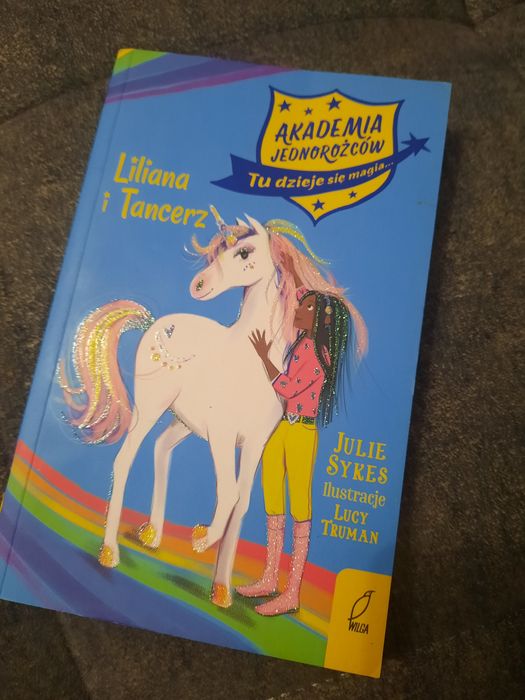 AKADEMIA
JEDNOROŻCÓW
Tu dzieje się magia...
Liliana
i Tancerz
JULIE
SYKES
Ilustracje
LUCY
TRUMAN
WILGA